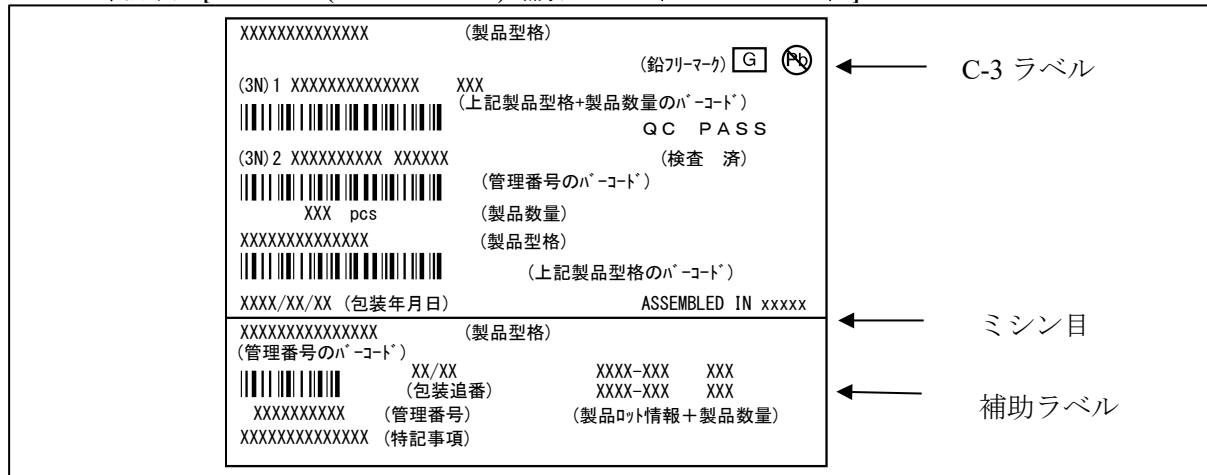 XXXXXXXXXXXXXX (製品型格)
(鉛ﾌﾘｰﾏｰｸ) G Pb
C-3 ラベル
(3N)1 XXXXXXXXXXXXXX XXX
(上記製品型格+製品数量のﾊﾞｰｺｰﾄﾞ)
QC PASS
(3N)2 XXXXXXXXXX XXXXXX (検査 済)
(管理番号のﾊﾞｰｺｰﾄﾞ)
XXX pcs (製品数量)
XXXXXXXXXXXXXX (製品型格)
(上記製品型格のﾊﾞｰｺｰﾄﾞ)
XXXX/XX/XX (包装年月日) ASSEMBLED IN xxxxx
ミシン目
XXXXXXXXXXXXXXX (製品型格)
(管理番号のﾊﾞｰｺｰﾄﾞ)
XX/XX XXXX-XXX XXX
(包装追番) XXXX-XXX XXX
補助ラベル
XXXXXXXXXX (管理番号) (製品ﾛｯﾄ情報＋製品数量)
XXXXXXXXXXXXXX (特記事項)